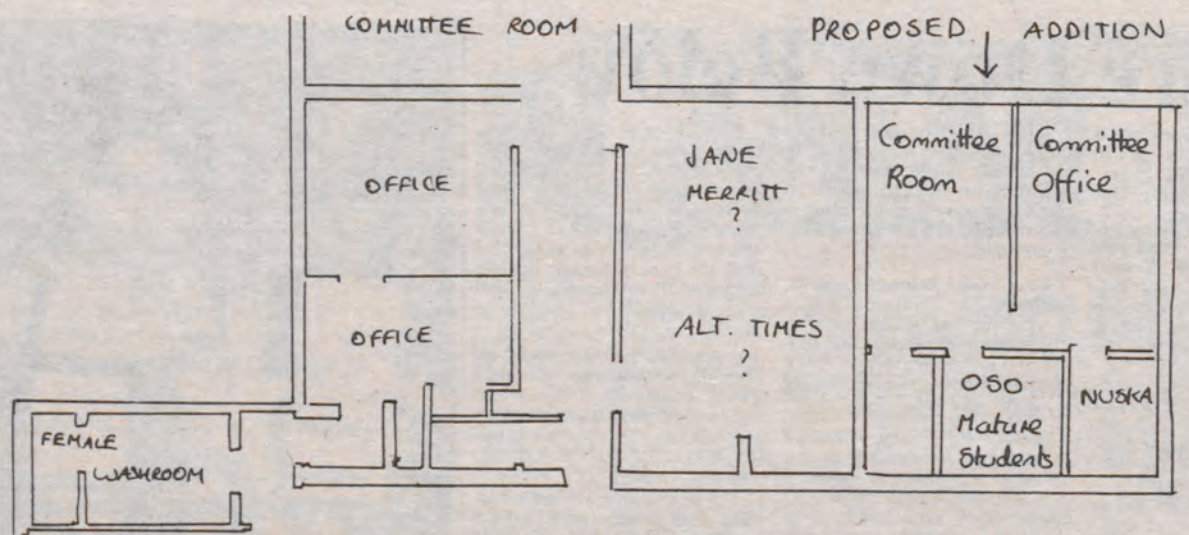 COMMITTEE ROOM
PROPOSED ADDITION
OFFICE
JANE
MERRITT
?
Committee
Room
Committee
Office
OFFICE
ALT. TIMES
?
OSO
Mature
Students
NUSKA
FEMALE
WASHROOM